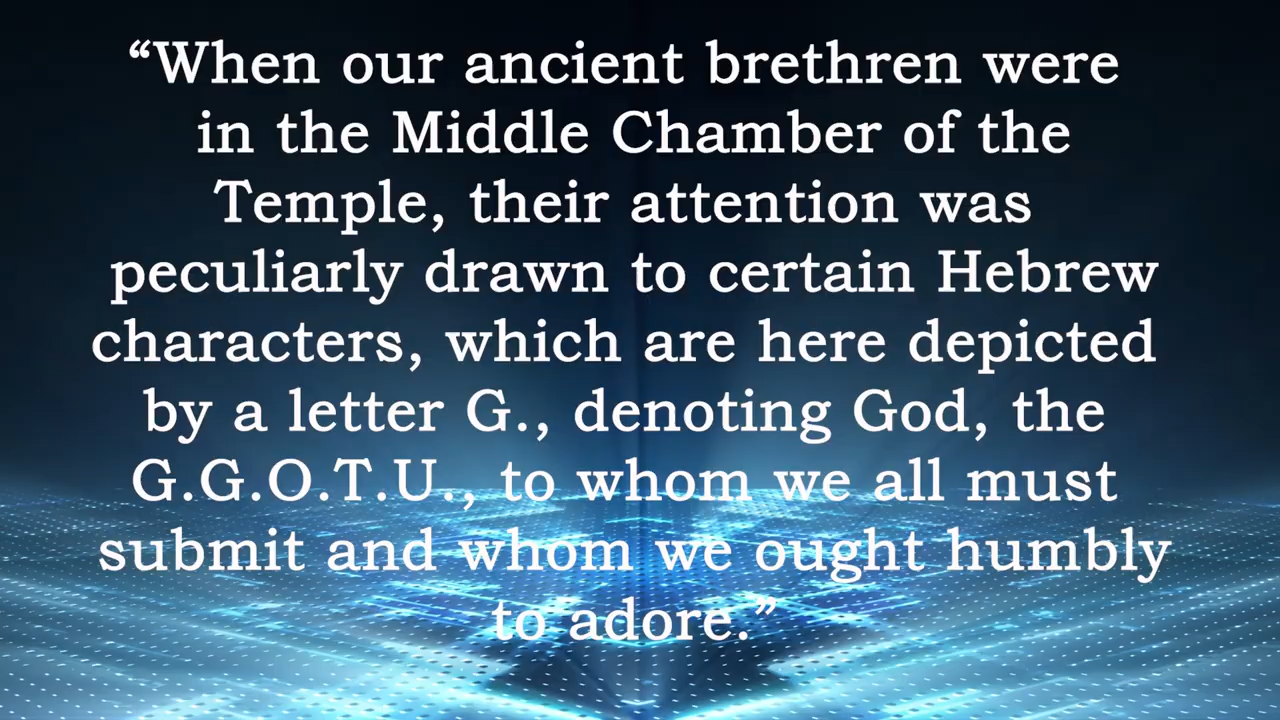 “When our ancient brethren were
in the Middle Chamber of the
Temple, their attention was
peculiarly drawn to certain Hebrew
characters, which are here depicted
by a letter G., denoting God, the
G.G.O.T.U., to whom we all must
submit and whom we ought humbly
to adore.”